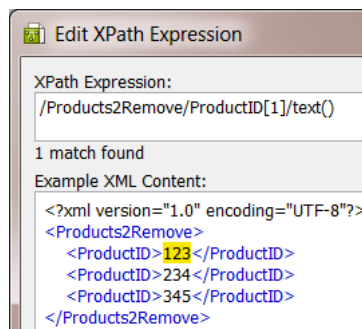 Edit XPath Expression
XPath Expression:
/Products2Remove/ProductID[1]/text()
1 match found
Example XML Content:
<?xml version="1.0" encoding="UTF-8"?>
<Products2Remove>
<ProductID>123</ProductID>
<ProductID>234</ProductID>
<ProductID>345</ProductID>
</Products2Remove>